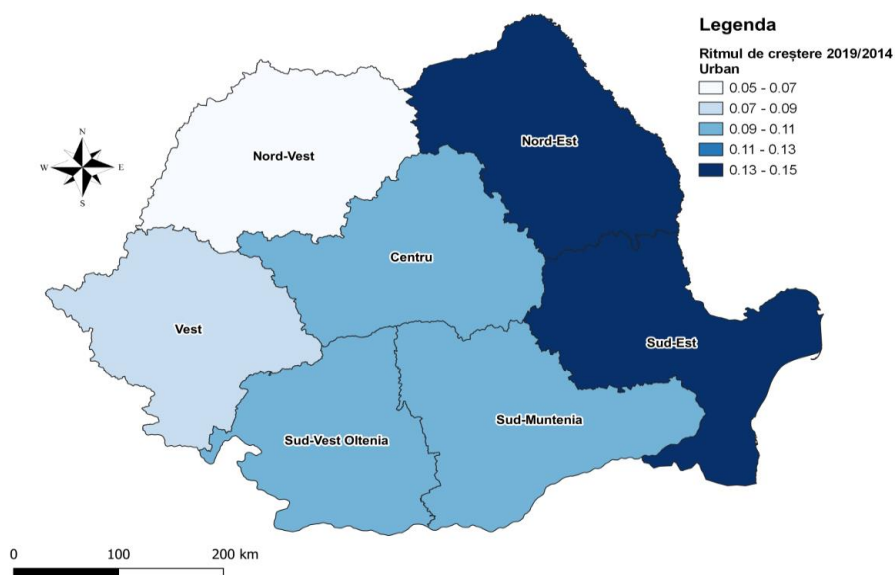 Legenda
Ritmul de creștere 2019/2014
Urban
0.05 - 0.07
0.07 - 0.09
0.09 - 0.11
0.11 - 0.13
0.13 - 0.15
N
W E
S
Nord-Vest
Nord-Est
Centru
Vest
Sud-Est
Sud-Vest Oltenia
Sud-Muntenia
0 100 200 km